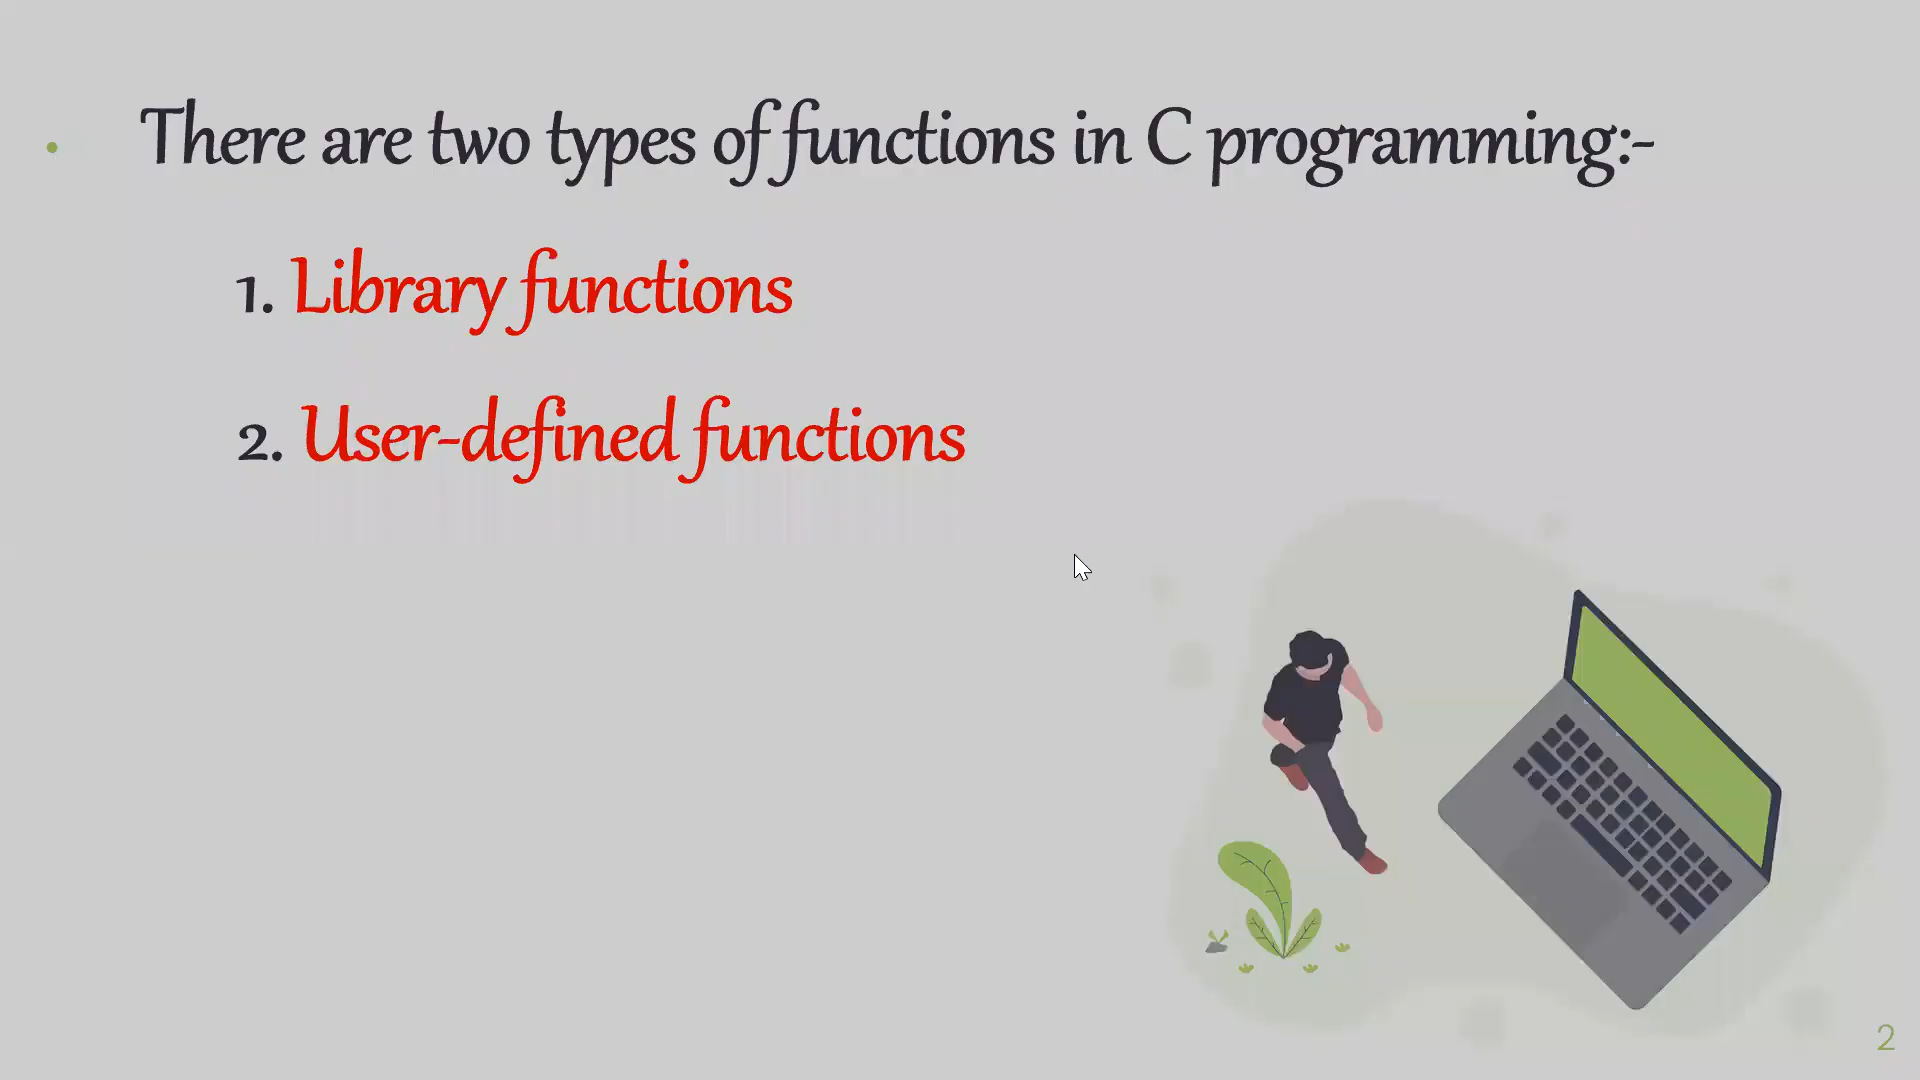 • There are two types of functions in C programming:-
1. Library functions
2. User-defined functions
2